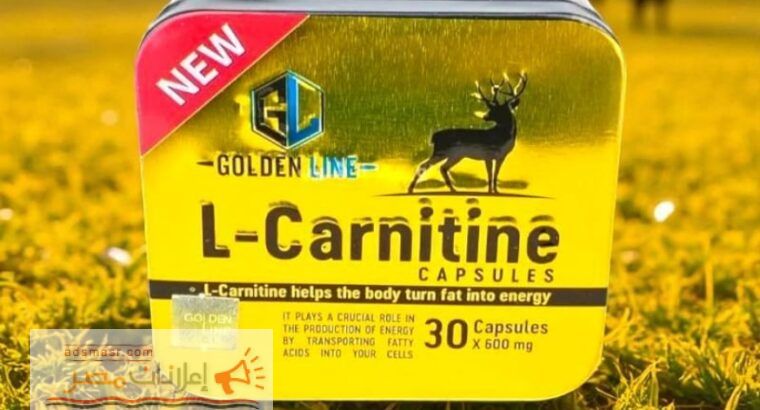 NEW
GL
GOLDEN LINE
L-Carnitine
CAPSULES
L-Carnitine helps the body turn fat into energy
IT PLAYS A CRUCIAL ROLE IN
THE PRODUCTION OF ENERGY
BY TRANSPORTING FATTY
ACIDS INTO YOUR CELLS
30 Capsules
X 600 mg
GOLDEN
LINE
adsmasr.com
إعلانات مصر